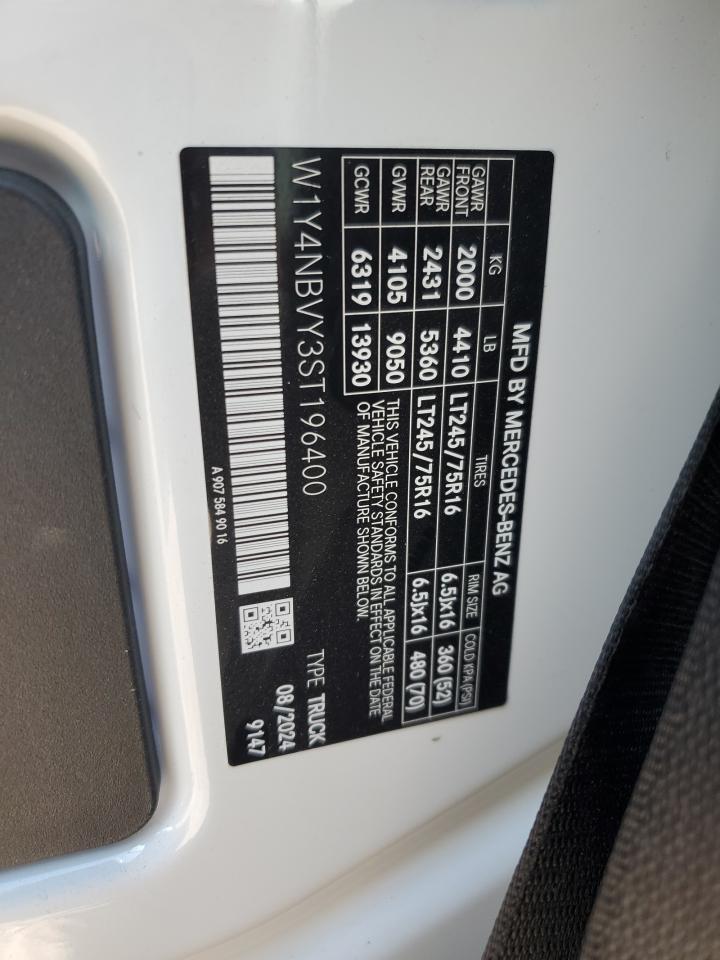 MFD BY MERCEDES-BENZ AG
KG LB TIRES RIM SIZE COLD KPA (PSI)
GAWR FRONT 2000 4410 LT245/75R16 6.5Jx16 360 (52)
GAWR REAR 2431 5360 LT245/75R16 6.5Jx16 480 (70)
GVWR 4105 9050
GCWR 6319 13930
THIS VEHICLE CONFORMS TO ALL APPLICABLE FEDERAL
VEHICLE SAFETY STANDARDS IN EFFECT ON THE DATE
OF MANUFACTURE SHOWN BELOW.
W1Y4NBVY3ST196400
TYPE TRUCK
08/2024
9147
A 907 584 90 16